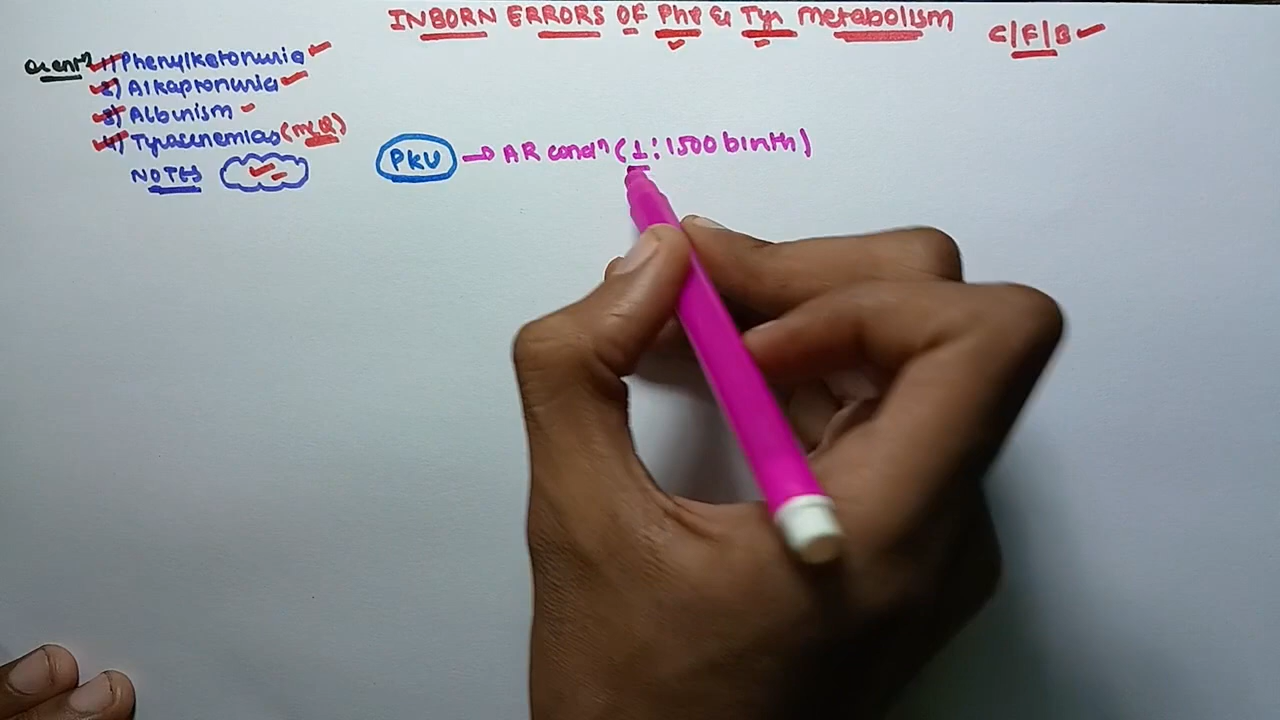 INBORN ERRORS OF Phe & Tyr Metabolism
C|F|B
1) Phenylketonuria
2) Alkaptonuria
3) Albinism
4) Tyrosinemias (MCQ)
NOTES
PKU → AR condⁿ (1:1500 birth)